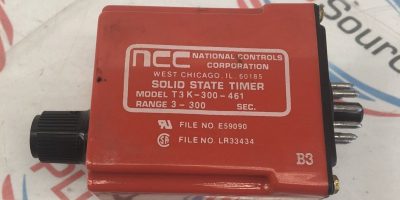 ncc NATIONAL CONTROLS
CORPORATION
WEST CHICAGO, IL. 60185
SOLID STATE TIMER
MODEL T3K-300-461
RANGE 3-300 SEC.
FILE NO. E59090
FILE NO. LR33434
B3
Source